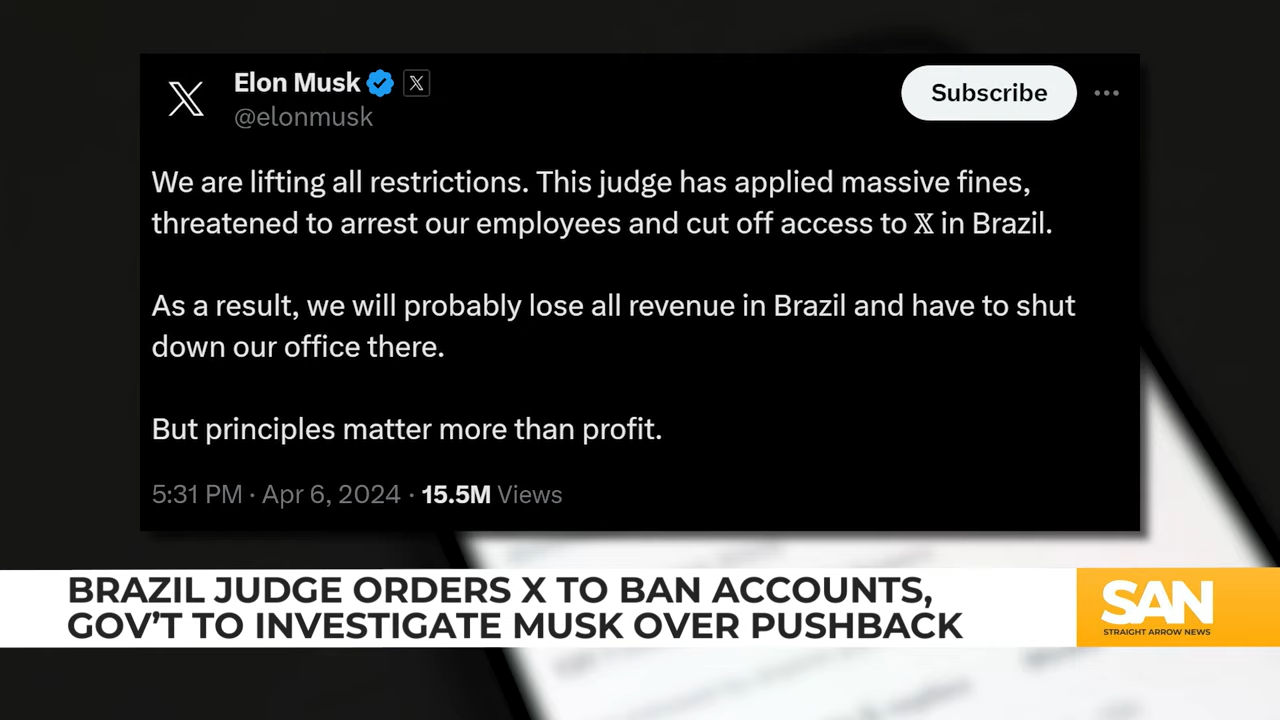 Elon Musk
@elonmusk
Subscribe
We are lifting all restrictions. This judge has applied massive fines,
threatened to arrest our employees and cut off access to 𝕏 in Brazil.
As a result, we will probably lose all revenue in Brazil and have to shut
down our office there.
But principles matter more than profit.
5:31 PM · Apr 6, 2024 · 15.5M Views
BRAZIL JUDGE ORDERS X TO BAN ACCOUNTS,
GOV'T TO INVESTIGATE MUSK OVER PUSHBACK
SAN
STRAIGHT ARROW NEWS